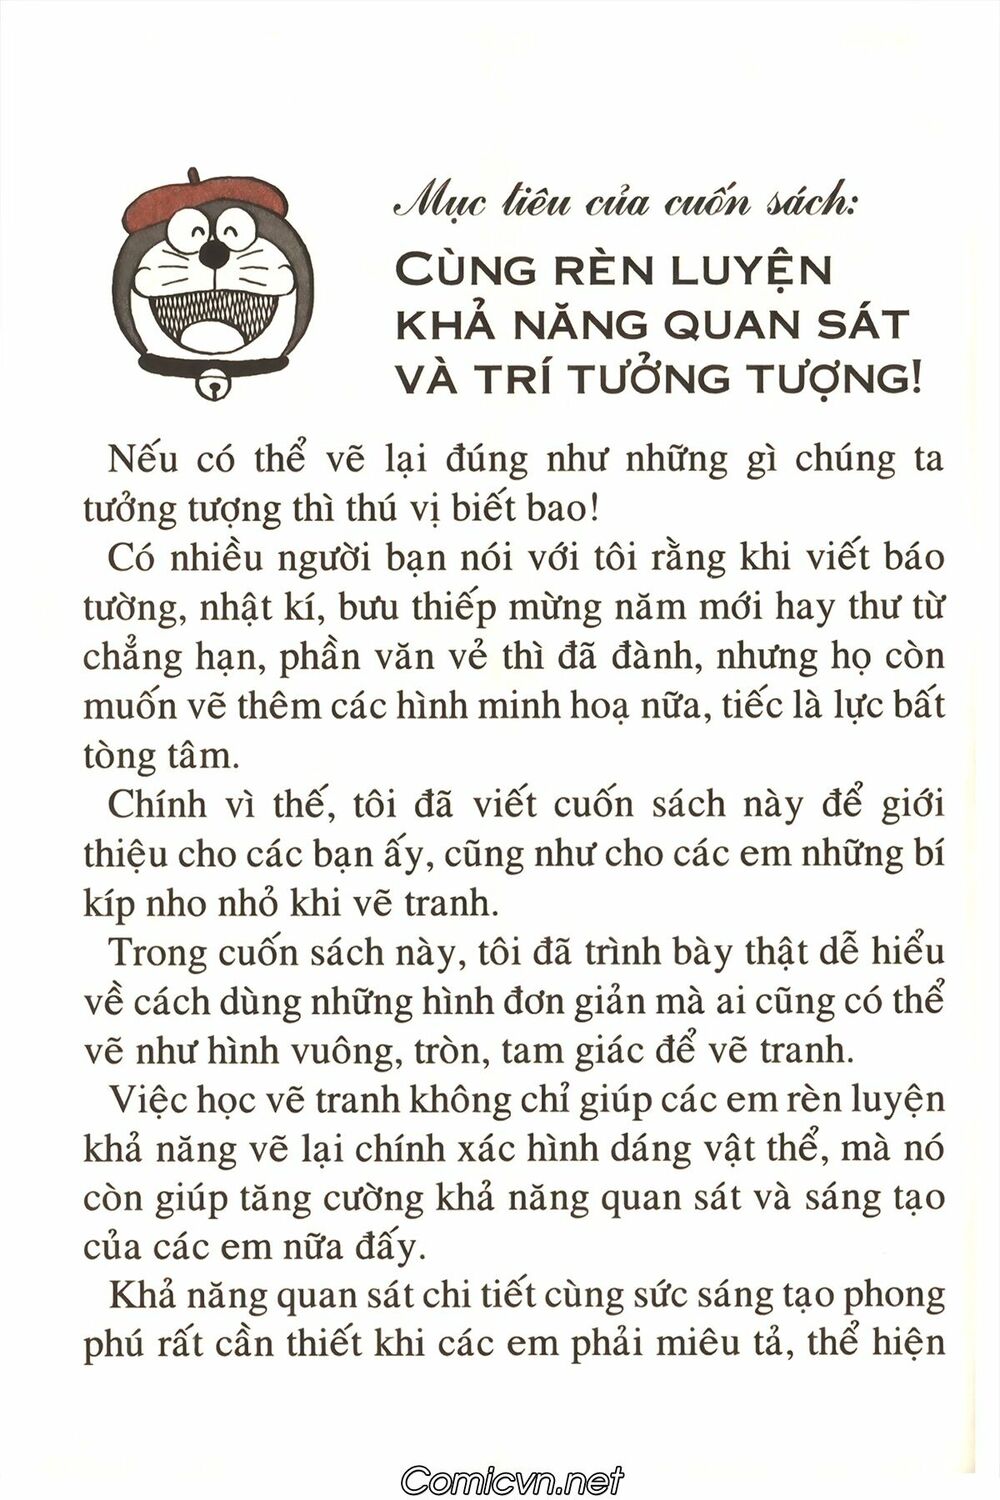 Mục tiêu của cuốn sách:
CÙNG RÈN LUYỆN
KHẢ NĂNG QUAN SÁT
VÀ TRÍ TƯỞNG TƯỢNG!
Nếu có thể vẽ lại đúng như những gì chúng ta
tưởng tượng thì thú vị biết bao!
Có nhiều người bạn nói với tôi rằng khi viết báo
tường, nhật kí, bưu thiếp mừng năm mới hay thư từ
chẳng hạn, phần văn vẻ thì đã đành, nhưng họ còn
muốn vẽ thêm các hình minh hoạ nữa, tiếc là lực bất
tòng tâm.
Chính vì thế, tôi đã viết cuốn sách này để giới
thiệu cho các bạn ấy, cũng như cho các em những bí
kíp nho nhỏ khi vẽ tranh.
Trong cuốn sách này, tôi đã trình bày thật dễ hiểu
về cách dùng những hình đơn giản mà ai cũng có thể
vẽ như hình vuông, tròn, tam giác để vẽ tranh.
Việc học vẽ tranh không chỉ giúp các em rèn luyện
khả năng vẽ lại chính xác hình dáng vật thể, mà nó
còn giúp tăng cường khả năng quan sát và sáng tạo
của các em nữa đấy.
Khả năng quan sát chi tiết cùng sức sáng tạo phong
phú rất cần thiết khi các em phải miêu tả, thể hiện
Comicvn.net